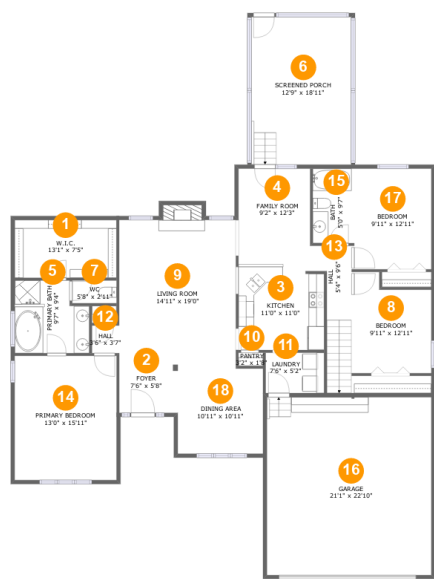 6
SCREENED PORCH
12'9" x 18'11"
4
FAMILY ROOM
9'2" x 12'3"
15
BATH
5'0" x 9'7"
17
BEDROOM
9'11" x 12'11"
1
W.I.C.
13'1" x 7'5"
5
PRIMARY BATH
9'7" x 9'4"
7
WC
5'8" x 2'11"
9
LIVING ROOM
14'11" x 19'0"
13
HALL
5'4" x 9'6"
3
KITCHEN
11'0" x 11'0"
8
BEDROOM
9'11" x 12'11"
12
HALL
3'6" x 3'7"
10
PANTRY
11
LAUNDRY
7'6" x 5'2"
2
FOYER
7'6" x 5'8"
14
PRIMARY BEDROOM
13'0" x 15'11"
18
DINING AREA
10'11" x 10'11"
16
GARAGE
21'1" x 22'10"